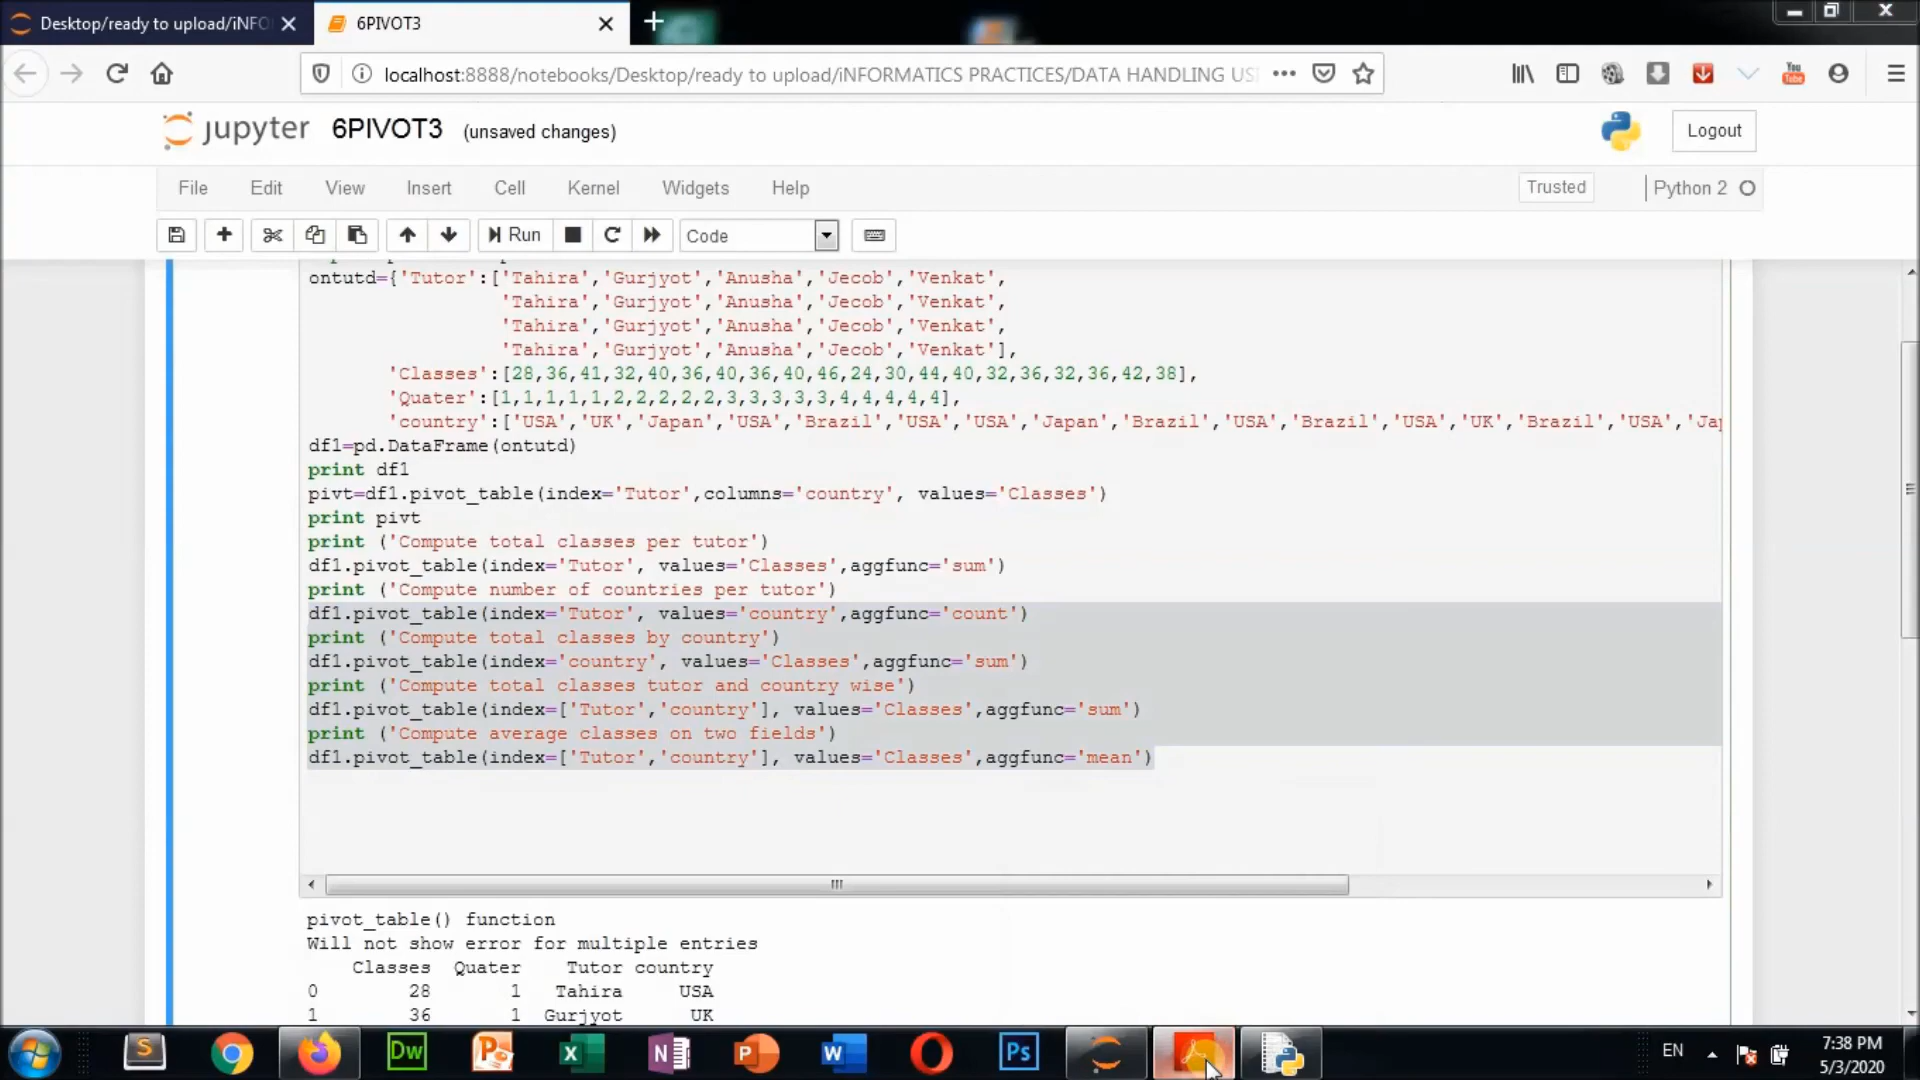 Desktop/ready to upload/iNFO
6PIVOT3
localhost:8888/notebooks/Desktop/ready to upload/iNFORMATICS PRACTICES/DATA HANDLING US
You
Tube
jupyter 6PIVOT3 (unsaved changes)
Logout
File Edit View Insert Cell Kernel Widgets Help
Trusted
Python 2
Run
Code
ontutd={'Tutor':['Tahira','Gurjyot','Anusha','Jecob','Venkat',
'Tahira','Gurjyot','Anusha','Jecob','Venkat',
'Tahira','Gurjyot','Anusha','Jecob','Venkat',
'Tahira','Gurjyot','Anusha','Jecob','Venkat'],
'Classes':[28,36,41,32,40,36,40,36,40,46,24,30,44,40,32,36,32,36,42,38],
'Quater':[1,1,1,1,1,2,2,2,2,2,3,3,3,3,3,4,4,4,4,4],
'country':['USA','UK','Japan','USA','Brazil','USA','USA','Japan','Brazil','USA','Brazil','USA','UK','Brazil','USA','Jap
df1=pd.DataFrame(ontutd)
print df1
pivt=df1.pivot_table(index='Tutor',columns='country', values='Classes')
print pivt
print ('Compute total classes per tutor')
df1.pivot_table(index='Tutor', values='Classes',aggfunc='sum')
print ('Compute number of countries per tutor')
df1.pivot_table(index='Tutor', values='country',aggfunc='count')
print ('Compute total classes by country')
df1.pivot_table(index='country', values='Classes',aggfunc='sum')
print ('Compute total classes tutor and country wise')
df1.pivot_table(index=['Tutor','country'], values='Classes',aggfunc='sum')
print ('Compute average classes on two fields')
df1.pivot_table(index=['Tutor','country'], values='Classes',aggfunc='mean')
pivot_table() function
Will not show error for multiple entries
Classes Quater Tutor country
0 28 1 Tahira USA
1 36 1 Gurjyot UK
S
Dw
P
X
N
P
W
Ps
EN
7:38 PM
5/3/2020